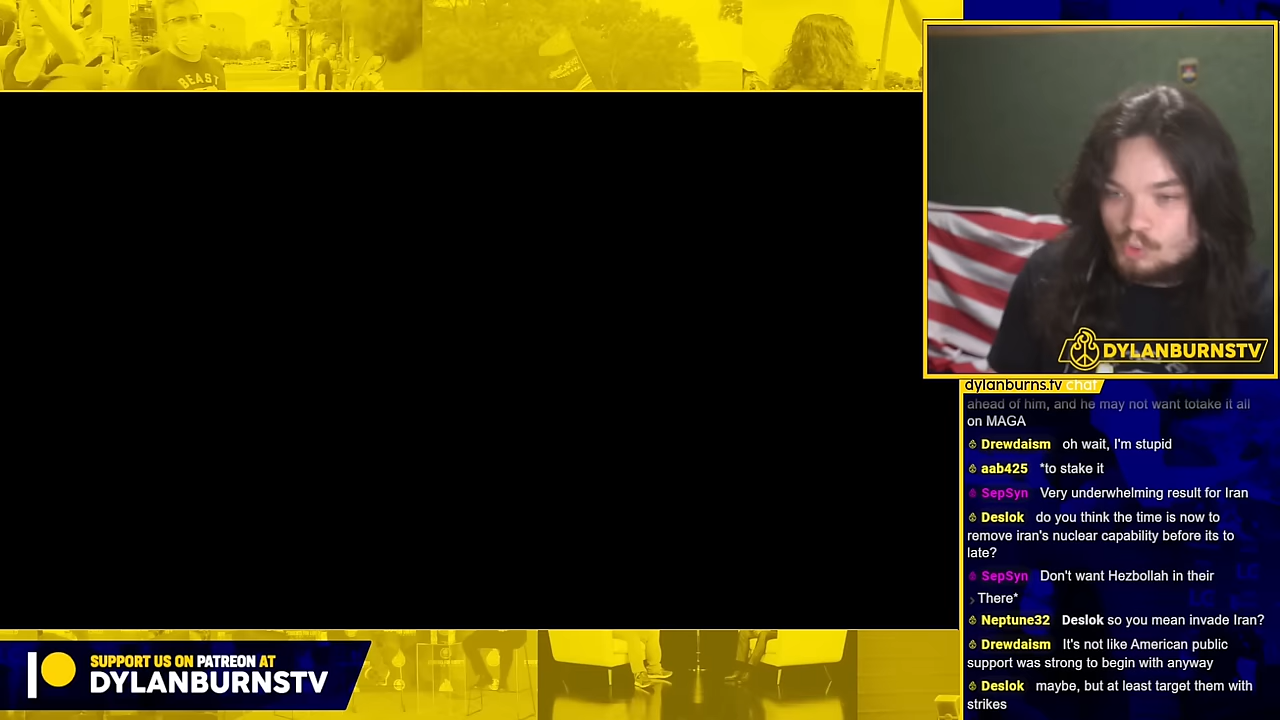 BEAST
DYLANBURNSTV
dylanburns.tv chat
ahead of him, and he may not want totake it all
on MAGA
Drewdaism oh wait, I'm stupid
aab425 *to stake it
SepSyn Very underwhelming result for Iran
Deslok do you think the time is now to
remove iran's nuclear capability before its to
late?
SepSyn Don't want Hezbollah in their
There*
Neptune32 Deslok so you mean invade Iran?
Drewdaism It's not like American public
support was strong to begin with anyway
Deslok maybe, but at least target them with
strikes
SUPPORT US ON PATREON AT
DYLANBURNSTV